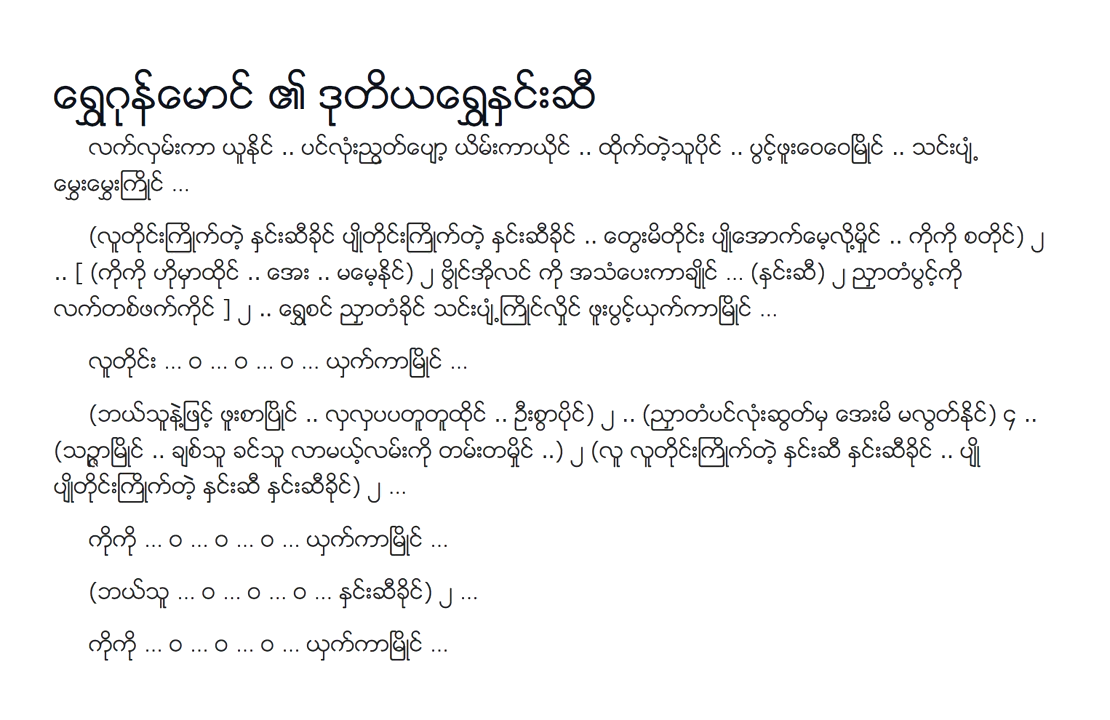 ရွှေဂုန်မောင် ၏ ဒုတိယရွှေနှင်းဆီ
လက်လှမ်းကာ ယူနိုင် .. ပင်လုံးညွှတ်ပျော့ ယိမ်းကာယိုင် .. ထိုက်တဲ့သူပိုင် .. ပွင့်ဖူးဝေဝေမြိုင် .. သင်းပျံ့
မွှေးမွှေးကြိုင် ...
(လူတိုင်းကြိုက်တဲ့ နှင်းဆီခိုင် ပျိုတိုင်းကြိုက်တဲ့ နှင်းဆီခိုင် .. တွေးမိတိုင်း ပျိုအောက်မေ့လို့မှိုင် .. ကိုကို စတိုင်) ၂
.. [ (ကိုကို ဟိုမှာထိုင် .. အေး .. မမေ့နိုင်) ၂ ဗွိုင်အိုလင် ကို အသံပေးကာချိုင် ... (နှင်းဆီ) ၂ ညှာတံပွင့်ကို
လက်တစ်ဖက်ကိုင် ] ၂ .. ရွှေစင် ညှာတံခိုင် သင်းပျံ့ကြိုင်လှိုင် ဖူးပွင့်ယှက်ကာမြိုင် ...
လူတိုင်း ... ဝ ... ဝ ... ဝ ... ယှက်ကာမြိုင် ...
(ဘယ်သူနဲ့ဖြင့် ဖူးစာပြိုင် .. လှလှပပတူတူထိုင် .. ဦးစွာပိုင်) ၂ .. (ညှာတံပင်လုံးဆွတ်မှ အေးမိ မလွတ်နိုင်) ၄ ..
(သဥ္ဇာမြိုင် .. ချစ်သူ ခင်သူ လာမယ့်လမ်းကို တမ်းတမှိုင် ..) ၂ (လူ လူတိုင်းကြိုက်တဲ့ နှင်းဆီ နှင်းဆီခိုင် .. ပျို
ပျိုတိုင်းကြိုက်တဲ့ နှင်းဆီ နှင်းဆီခိုင်) ၂ ...
ကိုကို ... ဝ ... ဝ ... ဝ ... ယှက်ကာမြိုင် ...
(ဘယ်သူ ... ဝ ... ဝ ... ဝ ... နှင်းဆီခိုင်) ၂ ...
ကိုကို ... ဝ ... ဝ ... ဝ ... ယှက်ကာမြိုင် ...